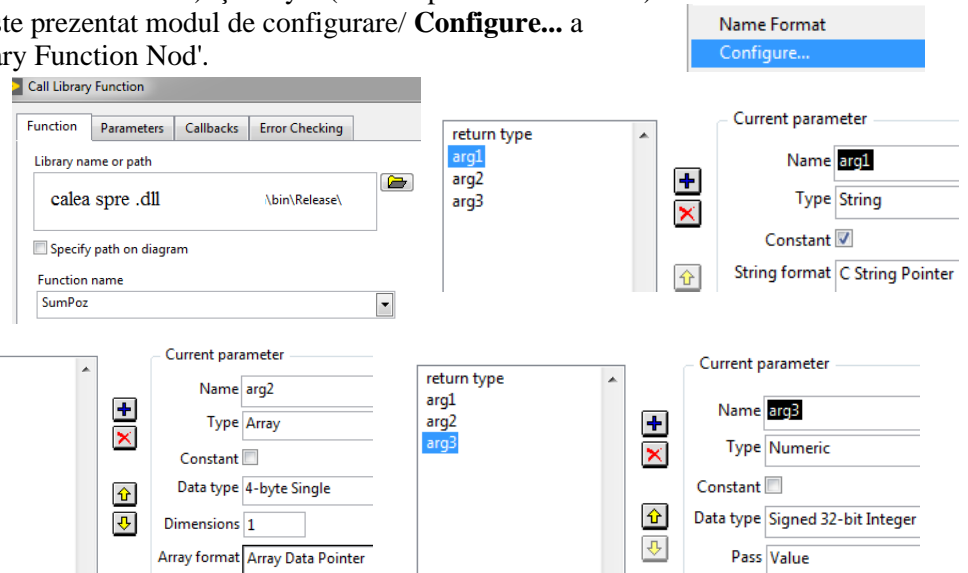 ste prezentat modul de configurare/ Configure... a
ary Function Nod'.
Name Format
Configure...
Call Library Function
Function
Parameters
Callbacks
Error Checking
Library name or path
calea spre .dll
\bin\Release\
Specify path on diagram
Function name
SumPoz
return type
arg1
arg2
arg3
Current parameter
Name arg1
Type String
Constant
String format C String Pointer
Current parameter
Name arg2
Type Array
Constant
Data type 4-byte Single
Dimensions 1
Array format Array Data Pointer
return type
arg1
arg2
arg3
Current parameter
Name arg3
Type Numeric
Constant
Data type Signed 32-bit Integer
Pass Value